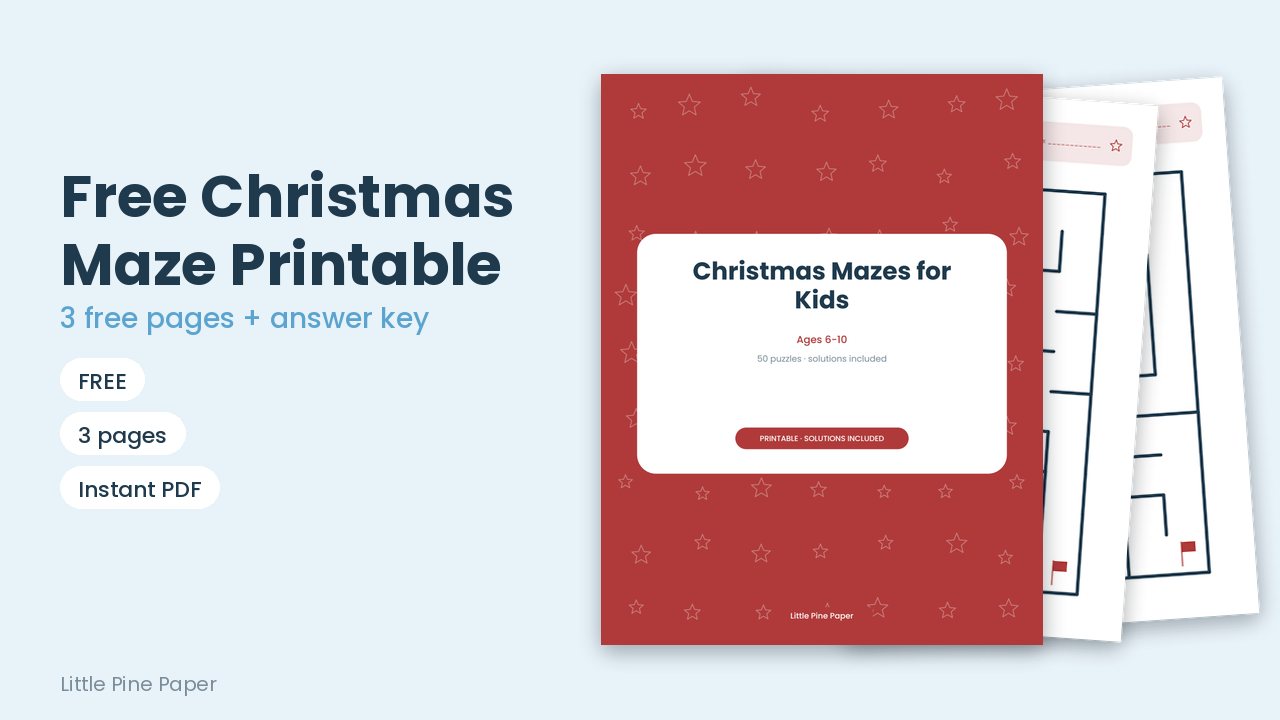 Free Christmas
Maze Printable
3 free pages + answer key
FREE
3 pages
Instant PDF
Little Pine Paper
Christmas Mazes for
Kids
Ages 6-10
50 puzzles · solutions included
PRINTABLE · SOLUTIONS INCLUDED
Little Pine Paper